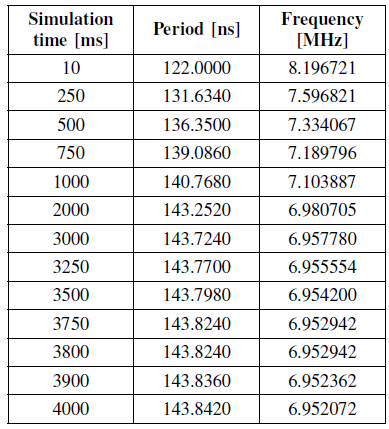 Simulation time [ms] Period [ns] Frequency [MHz]
10 122.0000 8.196721
250 131.6340 7.596821
500 136.3500 7.334067
750 139.0860 7.189796
1000 140.7680 7.103887
2000 143.2520 6.980705
3000 143.7240 6.957780
3250 143.7700 6.955554
3500 143.7980 6.954200
3750 143.8240 6.952942
3800 143.8240 6.952942
3900 143.8360 6.952362
4000 143.8420 6.952072